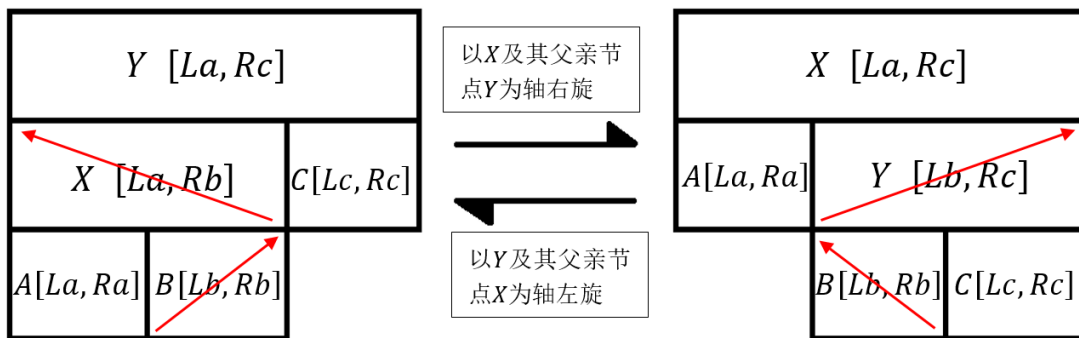 Y [La, Rc]
X [La, Rb]
C[Lc, Rc]
A[La, Ra]
B[Lb, Rb]
以X及其父亲节
点Y为轴右旋
以Y及其父亲节
点X为轴左旋
X [La, Rc]
A[La, Ra]
Y [Lb, Rc]
B[Lb, Rb]
C[Lc, Rc]